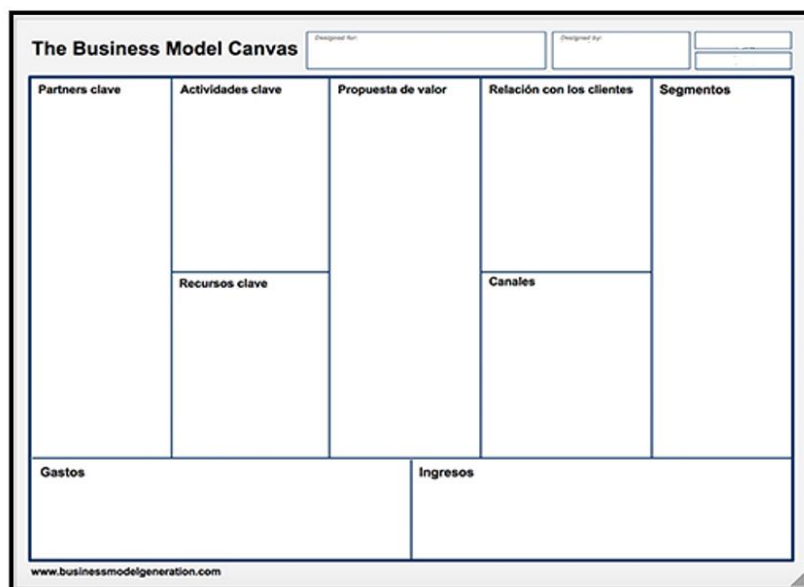 The Business Model Canvas
Designed for:
Designed by:
Partners clave
Actividades clave
Propuesta de valor
Relación con los clientes
Segmentos
Recursos clave
Canales
Gastos
Ingresos
www.businessmodelgeneration.com